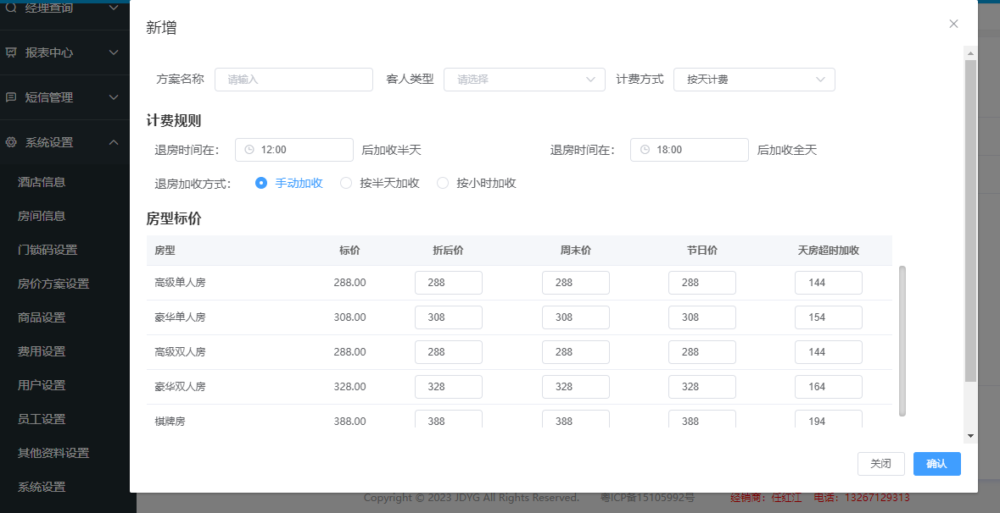 经理查询
报表中心
短信管理
系统设置
酒店信息
房间信息
门锁码设置
房价方案设置
商品设置
费用设置
用户设置
员工设置
其他资料设置
系统设置
新增
方案名称 请输入 客人类型 请选择 计费方式 按天计费
计费规则
退房时间在： 12:00 后加收半天 退房时间在： 18:00 后加收全天
退房加收方式： 手动加收 按半天加收 按小时加收
房型标价
房型 标价 折后价 周末价 节日价 天房超时加收
高级单人房 288.00 288 288 288 144
豪华单人房 308.00 308 308 308 154
高级双人房 288.00 288 288 288 144
豪华双人房 328.00 328 328 328 164
棋牌房 388.00 388 388 388 194
关闭 确认
Copyright © 2023 JDYG All Rights Reserved. 粤ICP备15105992号 经销商：任红江 电话：13267129313